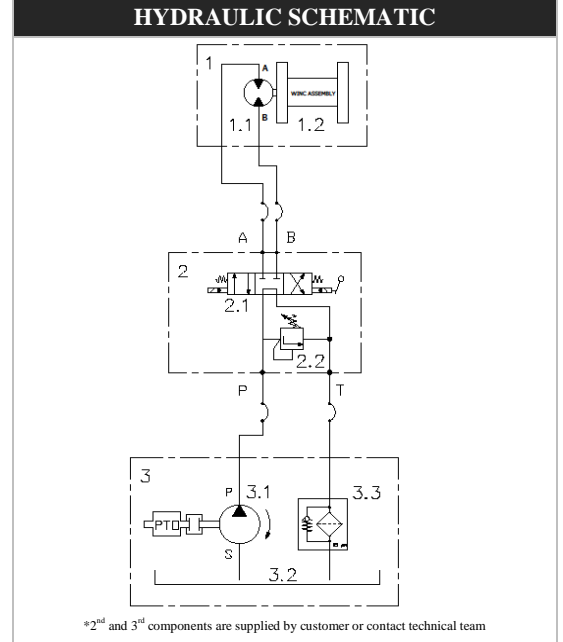 HYDRAULIC SCHEMATIC
1
A
WINC ASSEMBLY
B
1.1
1.2
A
B
2
2.1
2.2
P
T
3
P
3.1
3.3
PTO
S
3.2
*2nd and 3rd components are supplied by customer or contact technical team